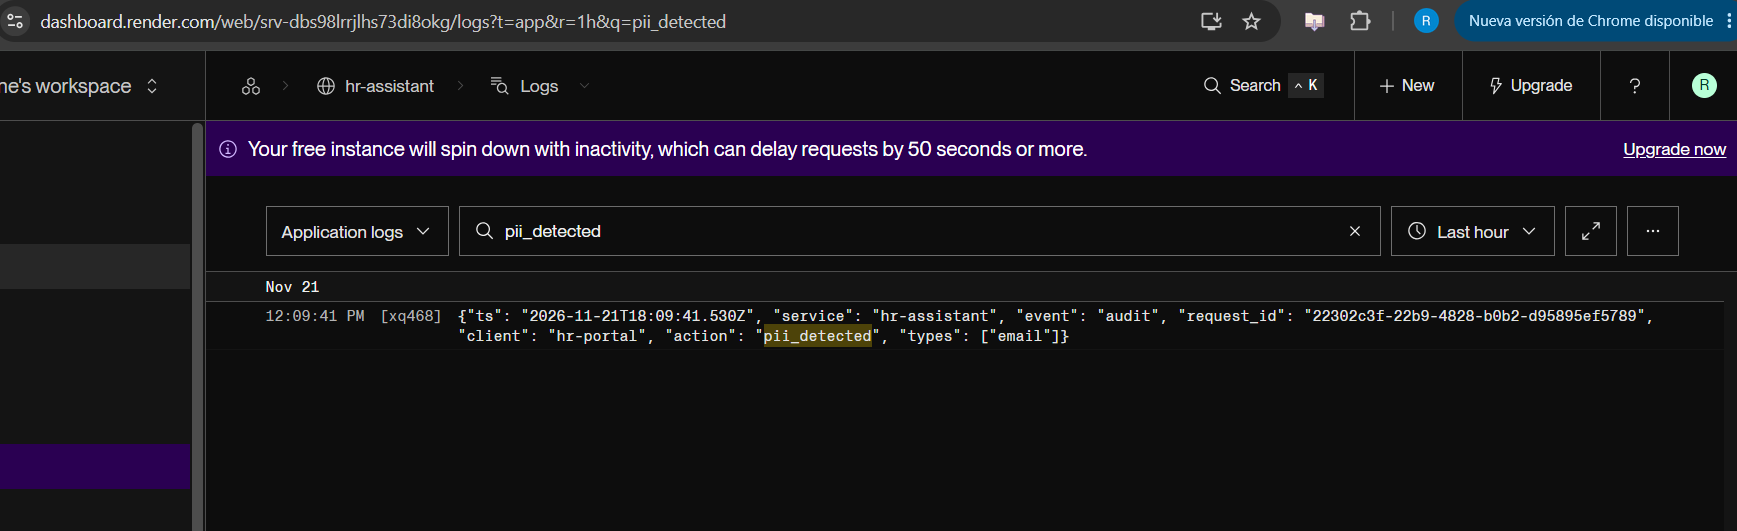 dashboard.render.com/web/srv-dbs98lrrjlhs73di8okg/logs?t=app&r=1h&q=pii_detected
R
Nueva versión de Chrome disponible
ne's workspace
hr-assistant
Logs
Search ^ K
+ New
Upgrade
?
R
Your free instance will spin down with inactivity, which can delay requests by 50 seconds or more.
Upgrade now
Application logs
pii_detected
Last hour
Nov 21
12:09:41 PM [xq468] {"ts": "2026-11-21T18:09:41.530Z", "service": "hr-assistant", "event": "audit", "request_id": "22302c3f-22b9-4828-b0b2-d95895ef5789",
"client": "hr-portal", "action": "pii_detected", "types": ["email"]}